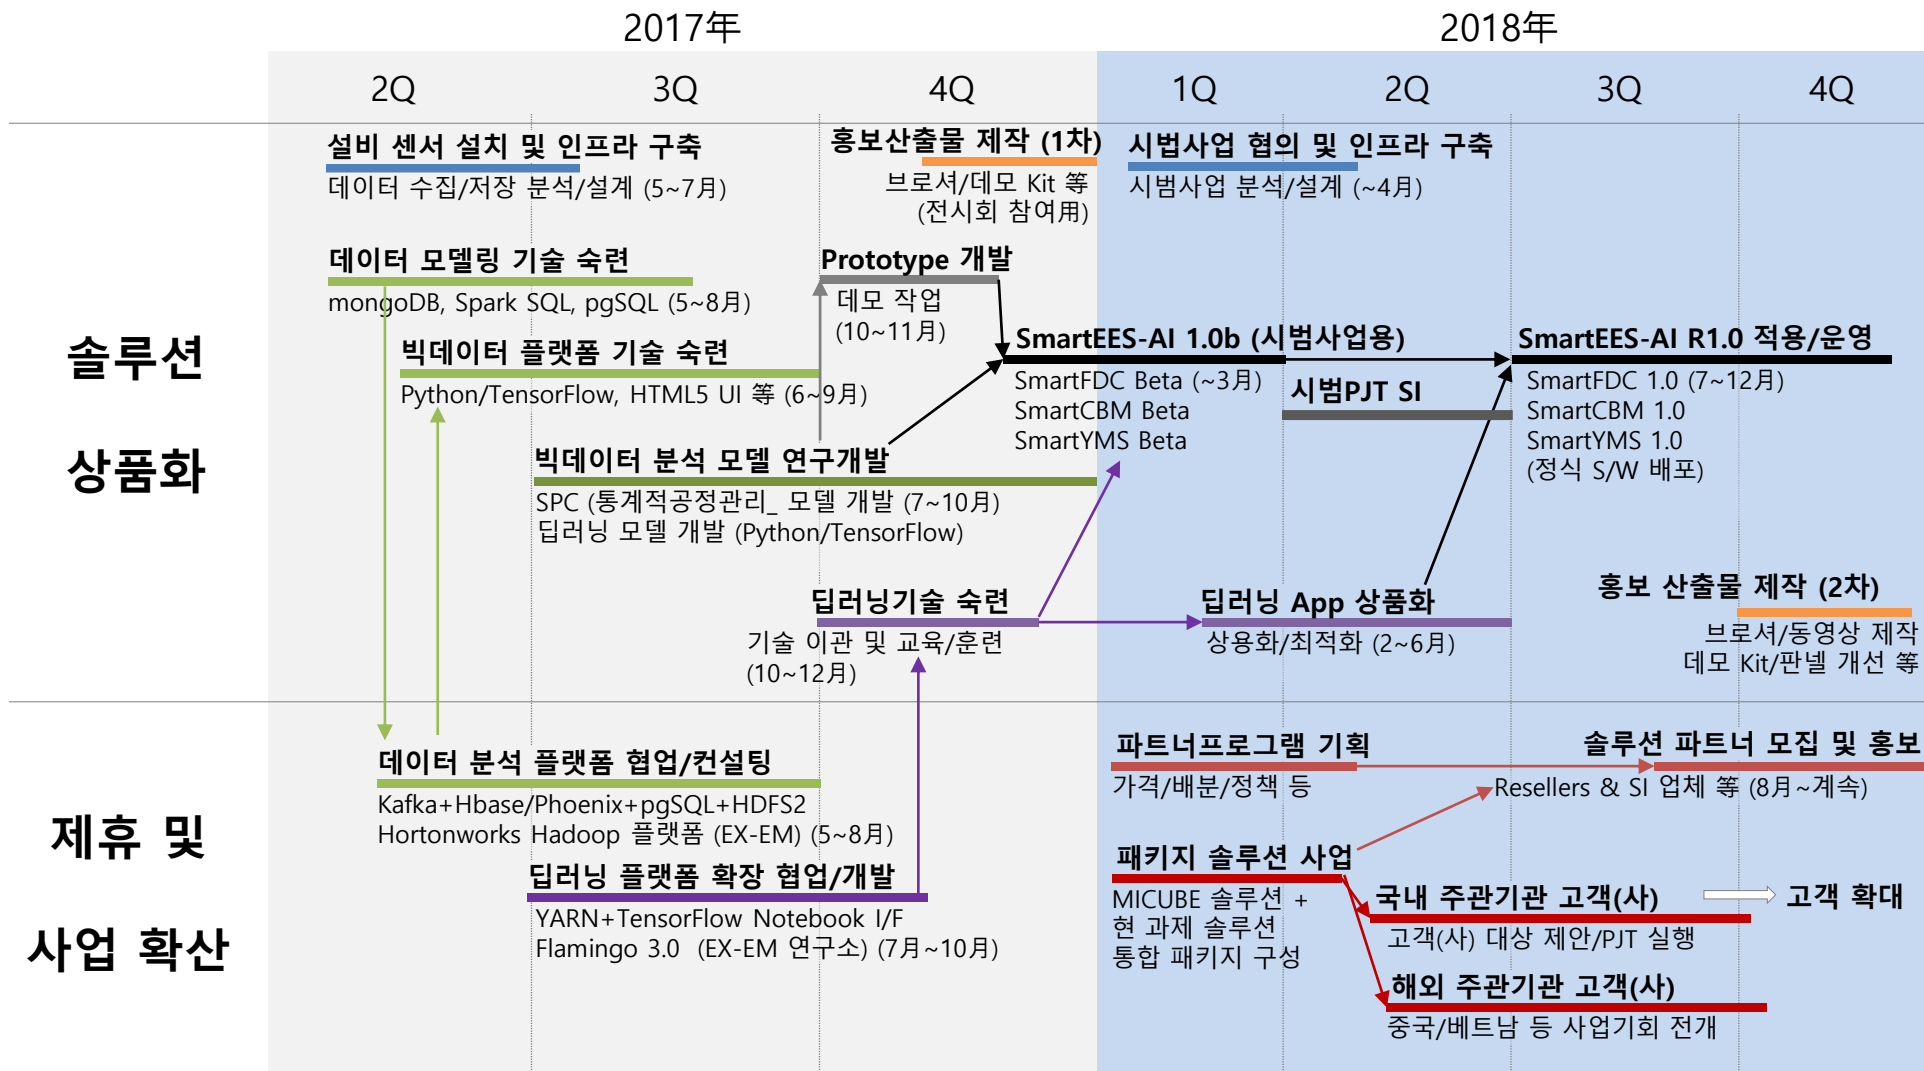 2017年
2018年
2Q
3Q
4Q
1Q
2Q
3Q
4Q
솔루션
상품화
설비 센서 설치 및 인프라 구축
데이터 수집/저장 분석/설계 (5~7月)
홍보산출물 제작 (1차)
브로셔/데모 Kit 等
(전시회 참여用)
시범사업 협의 및 인프라 구축
시범사업 분석/설계 (~4月)
데이터 모델링 기술 숙련
mongoDB, Spark SQL, pgSQL (5~8月)
Prototype 개발
데모 작업
(10~11月)
빅데이터 플랫폼 기술 숙련
Python/TensorFlow, HTML5 UI 等 (6~9月)
SmartEES-AI 1.0b (시범사업용)
SmartFDC Beta (~3月)
SmartCBM Beta
SmartYMS Beta
시범PJT SI
SmartEES-AI R1.0 적용/운영
SmartFDC 1.0 (7~12月)
SmartCBM 1.0
SmartYMS 1.0
(정식 S/W 배포)
빅데이터 분석 모델 연구개발
SPC (통계적공정관리_ 모델 개발 (7~10月)
딥러닝 모델 개발 (Python/TensorFlow)
딥러닝기술 숙련
기술 이관 및 교육/훈련
(10~12月)
딥러닝 App 상품화
상용화/최적화 (2~6月)
홍보 산출물 제작 (2차)
브로셔/동영상 제작
데모 Kit/판넬 개선 等
제휴 및
사업 확산
데이터 분석 플랫폼 협업/컨설팅
Kafka+Hbase/Phoenix+pgSQL+HDFS2
Hortonworks Hadoop 플랫폼 (EX-EM) (5~8月)
딥러닝 플랫폼 확장 협업/개발
YARN+TensorFlow Notebook I/F
Flamingo 3.0 (EX-EM 연구소) (7月~10月)
파트너프로그램 기획
가격/배분/정책 등
솔루션 파트너 모집 및 홍보
Resellers & SI 업체 等 (8月~계속)
패키지 솔루션 사업
MICUBE 솔루션 +
현 과제 솔루션
통합 패키지 구성
국내 주관기관 고객(사)
고객(사) 대상 제안/PJT 실행
고객 확대
해외 주관기관 고객(사)
중국/베트남 등 사업기회 전개